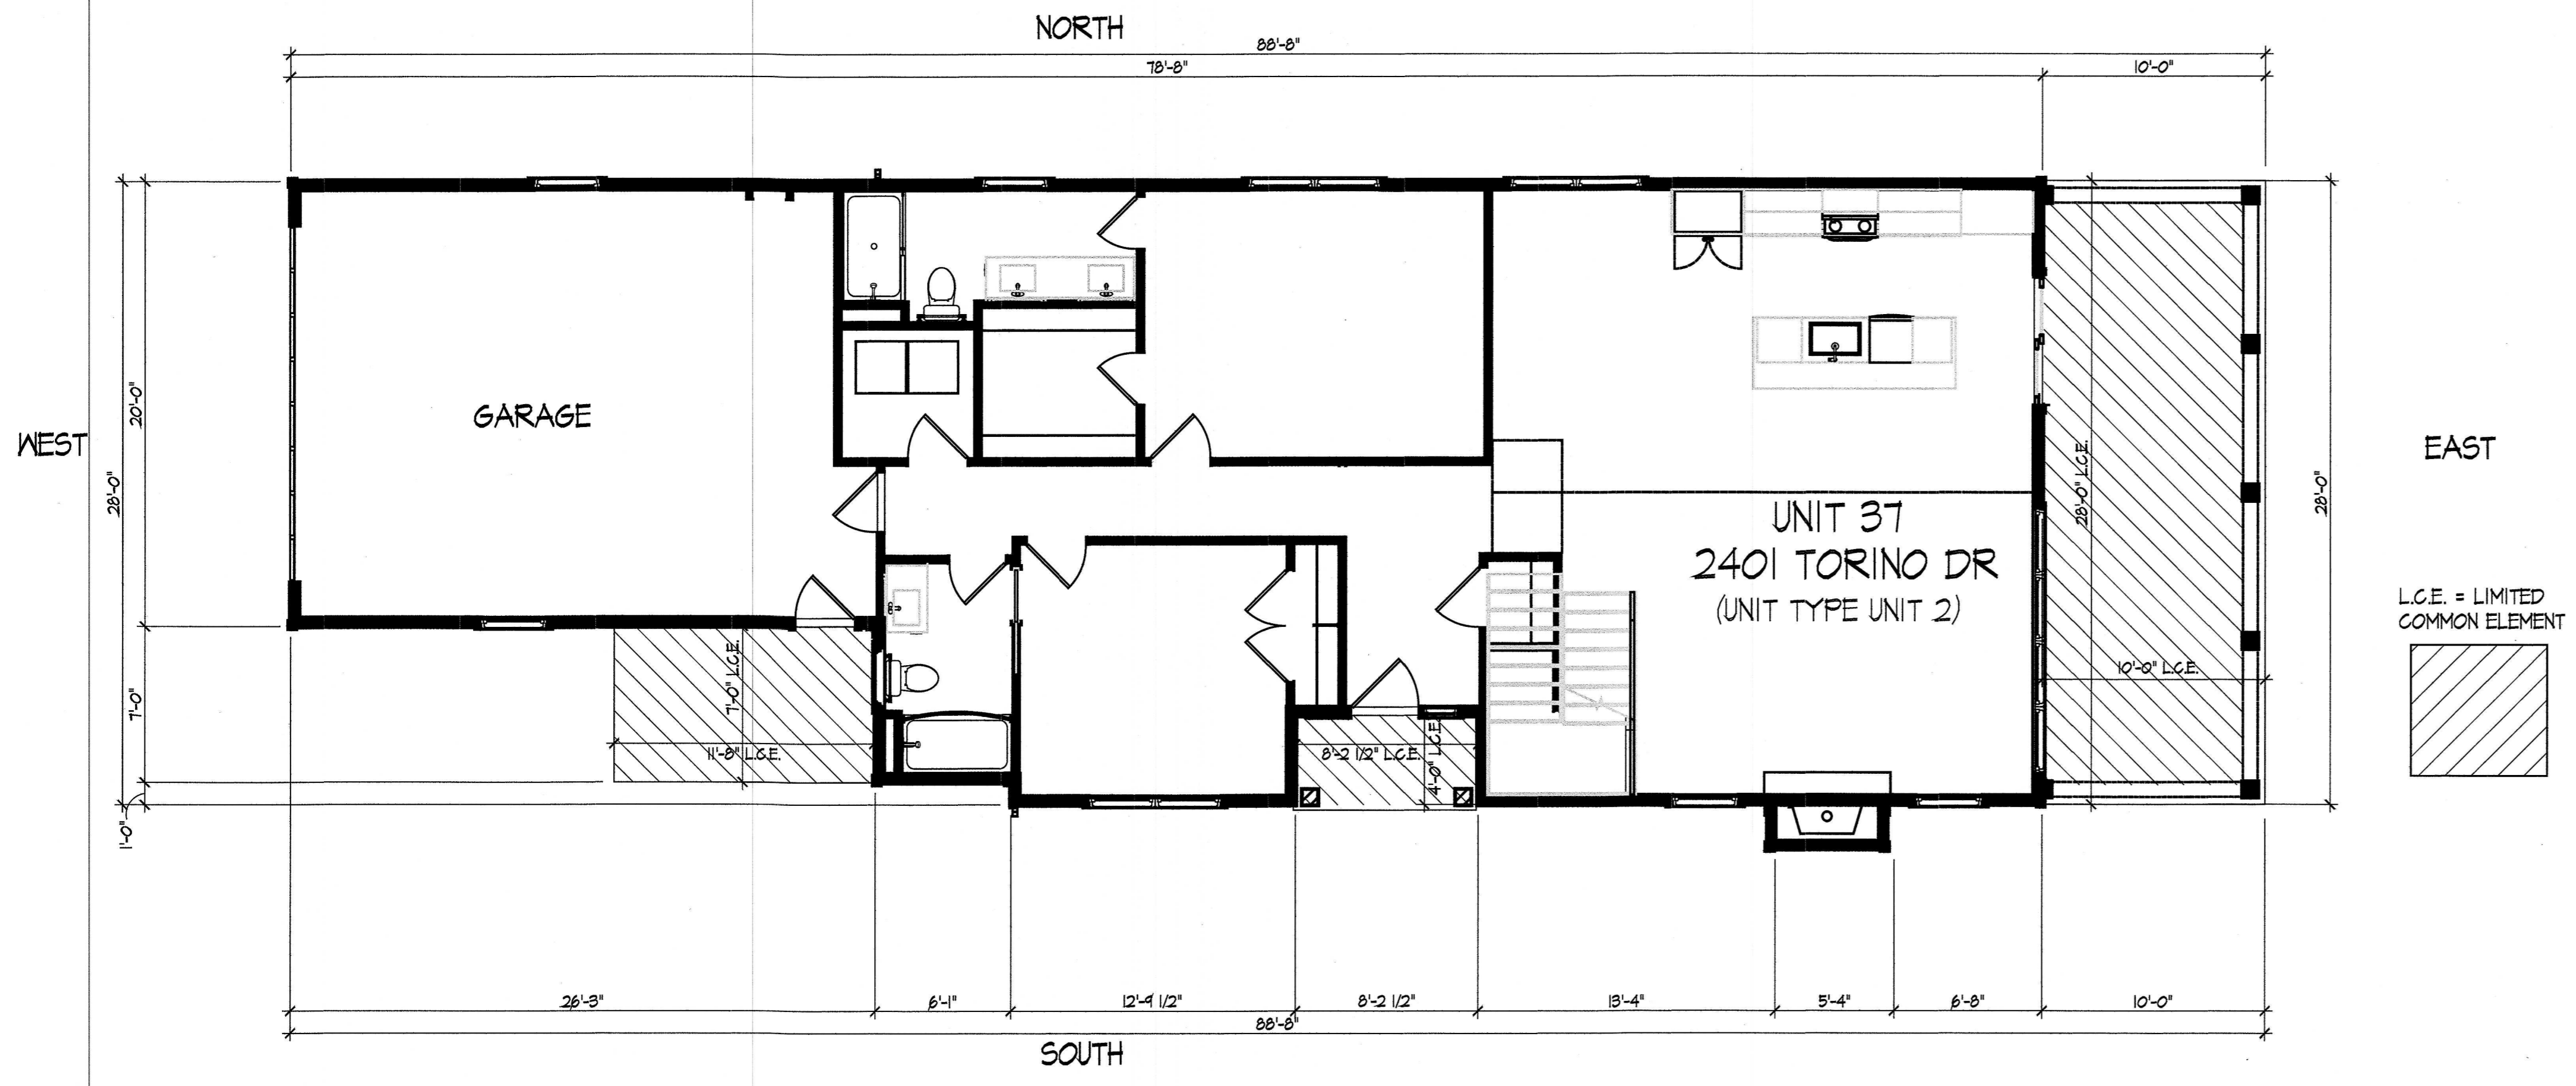 NORTH
88'-8"
78'-8"
10'-0"
WEST
28'-0"
20'-0"
7'-0"
1'-0"
GARAGE
UNIT 37
2401 TORINO DR
(UNIT TYPE UNIT 2)
28'-0" L.C.E.
10'-0" L.C.E.
28'-0"
EAST
L.C.E. = LIMITED
COMMON ELEMENT
7'-0" L.C.E.
11'-8" L.C.E.
8'-2 1/2" L.C.E.
4'-0" L.C.E.
26'-3"
6'-1"
12'-9 1/2"
8'-2 1/2"
13'-4"
5'-4"
6'-8"
10'-0"
88'-8"
SOUTH